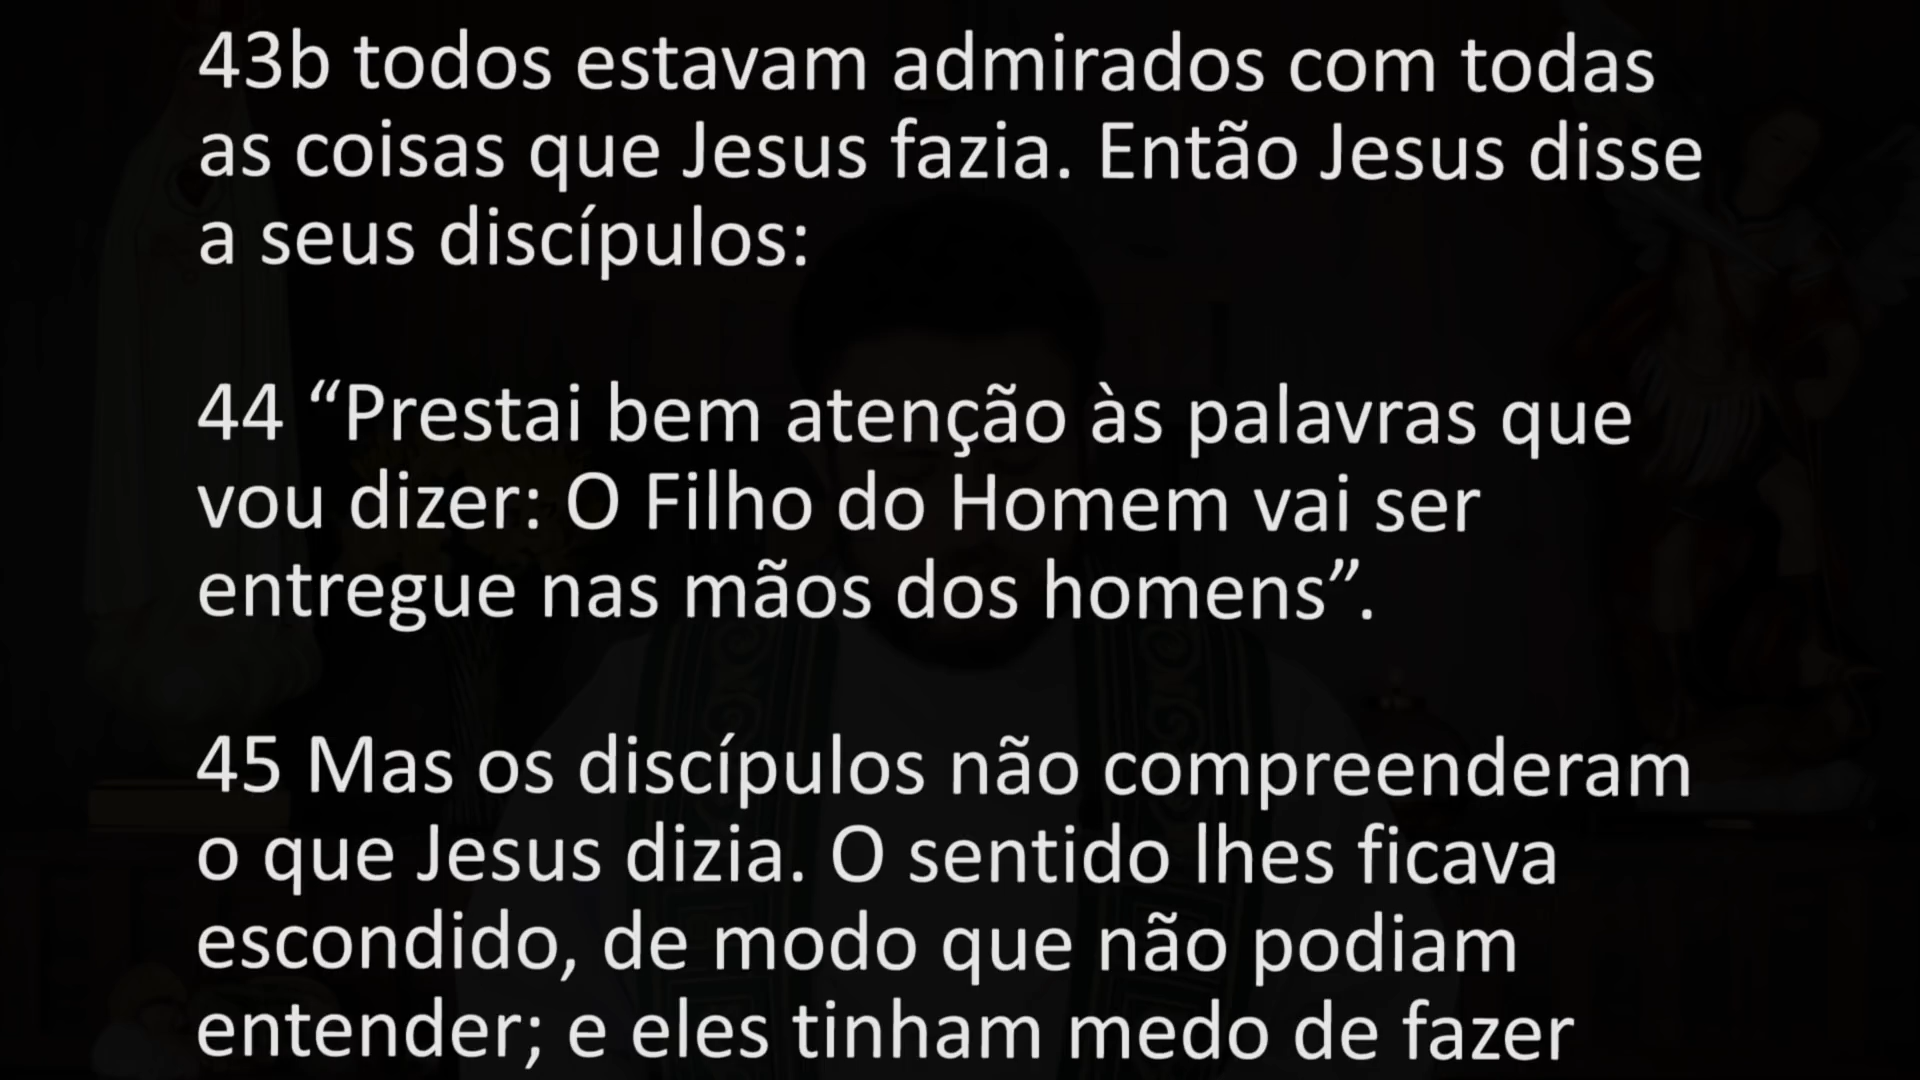 43b todos estavam admirados com todas
as coisas que Jesus fazia. Então Jesus disse
a seus discípulos:
44 “Prestai bem atenção às palavras que
vou dizer: O Filho do Homem vai ser
entregue nas mãos dos homens”.
45 Mas os discípulos não compreenderam
o que Jesus dizia. O sentido lhes ficava
escondido, de modo que não podiam
entender; e eles tinham medo de fazer